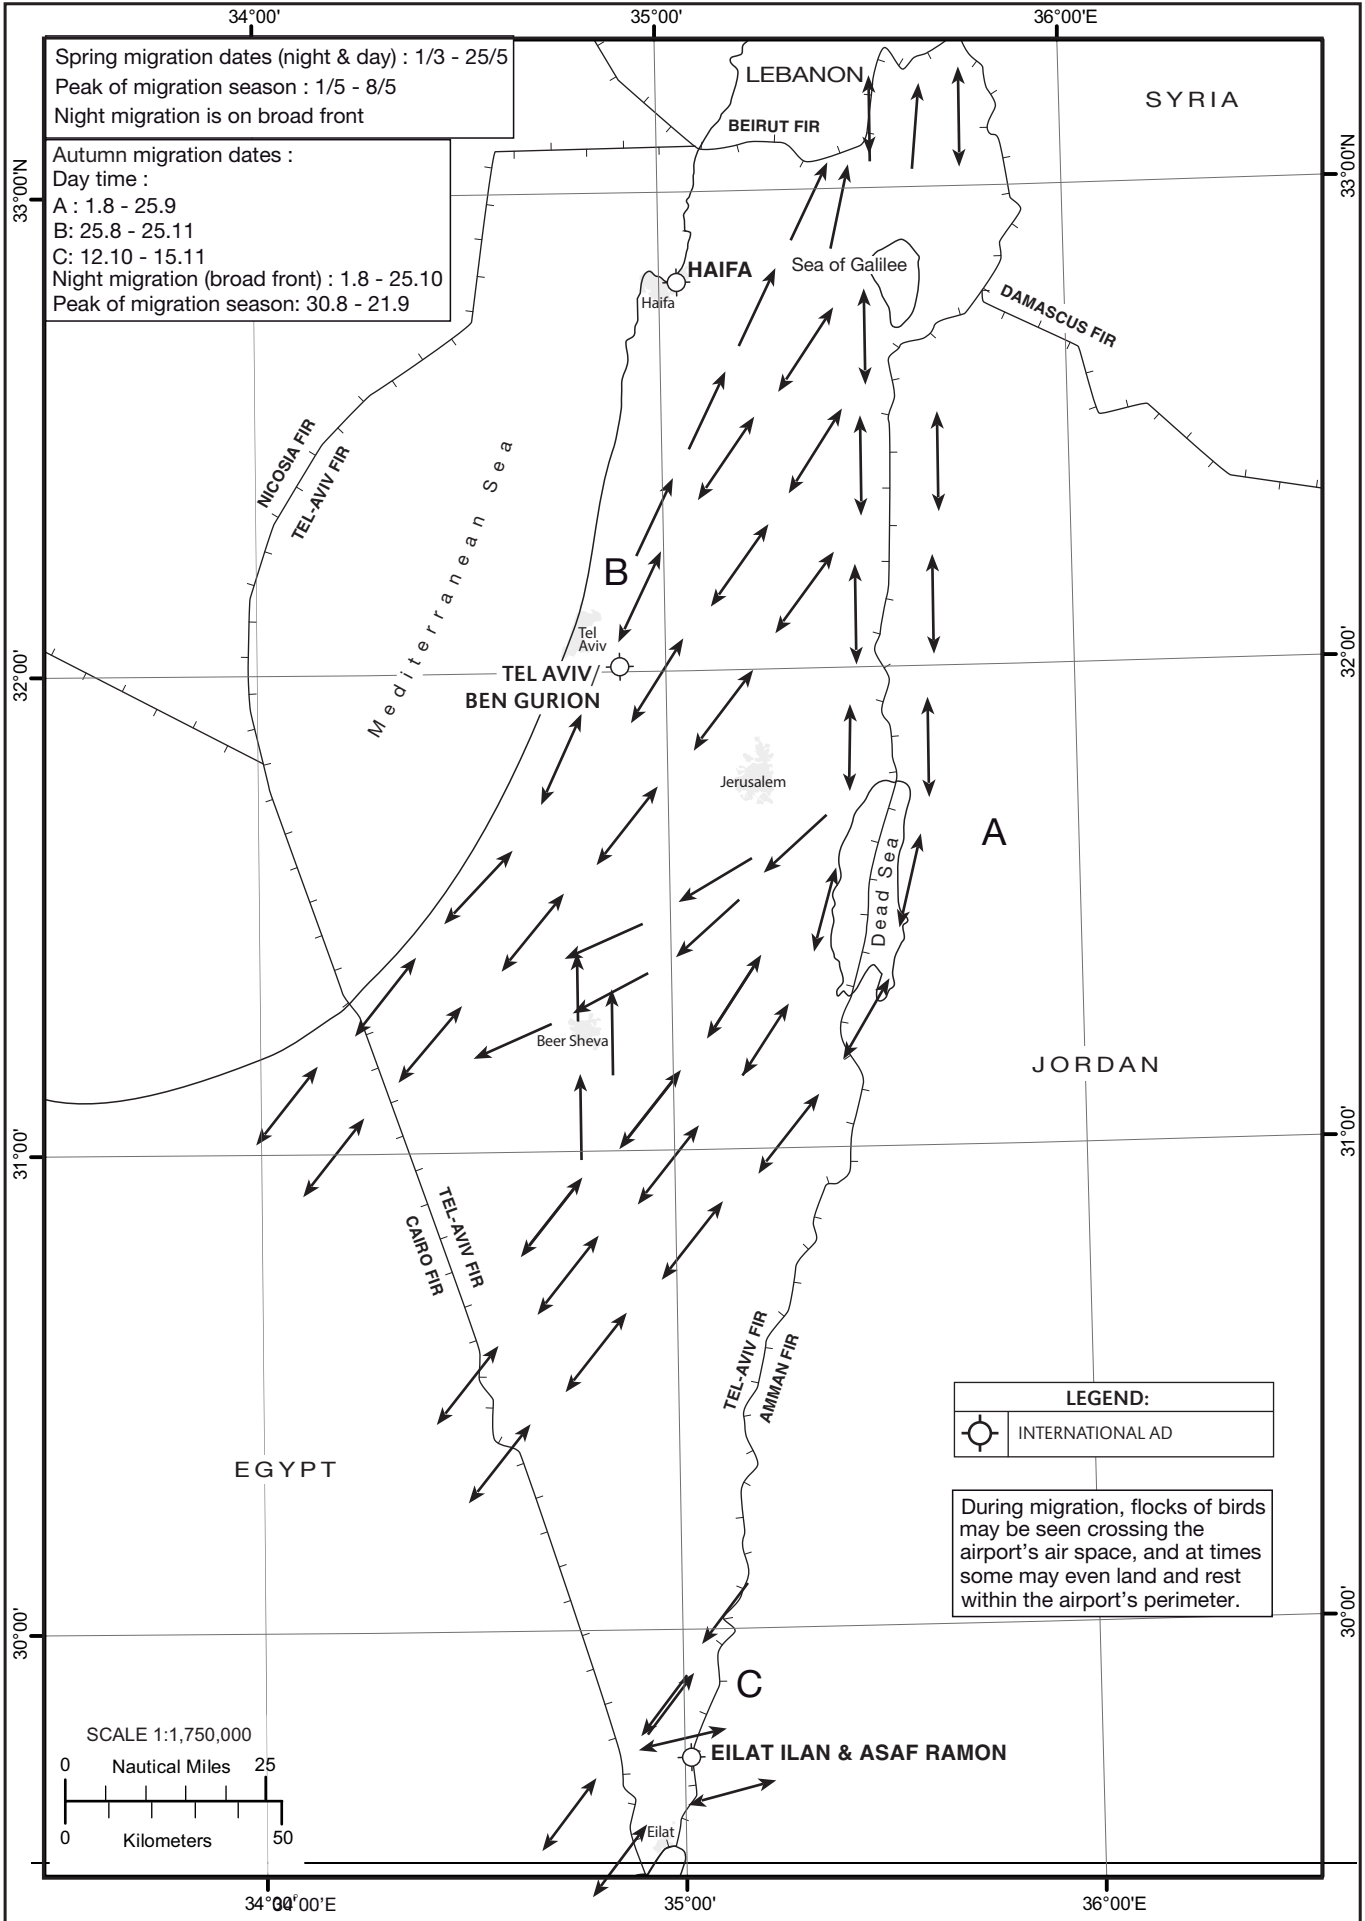 34°00'
35°00'
36°00'E
Spring migration dates (night & day) : 1/3 - 25/5
Peak of migration season : 1/5 - 8/5
Night migration is on broad front
Autumn migration dates :
Day time :
A : 1.8 - 25.9
B: 25.8 - 25.11
C: 12.10 - 15.11
Night migration (broad front) : 1.8 - 25.10
Peak of migration season: 30.8 - 21.9
LEBANON
SYRIA
BEIRUT FIR
33°00'N
33°00'N
HAIFA
Haifa
Sea of Galilee
DAMASCUS FIR
NICOSIA FIR
TEL-AVIV FIR
Mediterranean Sea
B
Tel
Aviv
TEL AVIV/
BEN GURION
32°00'
32°00'
Jerusalem
A
Dead Sea
Beer Sheva
JORDAN
31°00'
31°00'
TEL-AVIV FIR
CAIRO FIR
TEL-AVIV FIR
AMMAN FIR
LEGEND:
INTERNATIONAL AD
EGYPT
During migration, flocks of birds
may be seen crossing the
airport's air space, and at times
some may even land and rest
within the airport's perimeter.
30°00'
30°00'
C
SCALE 1:1,750,000
0 Nautical Miles 25
0 Kilometers 50
EILAT ILAN & ASAF RAMON
Eilat
34°00'
34°00'E
35°00'
36°00'E